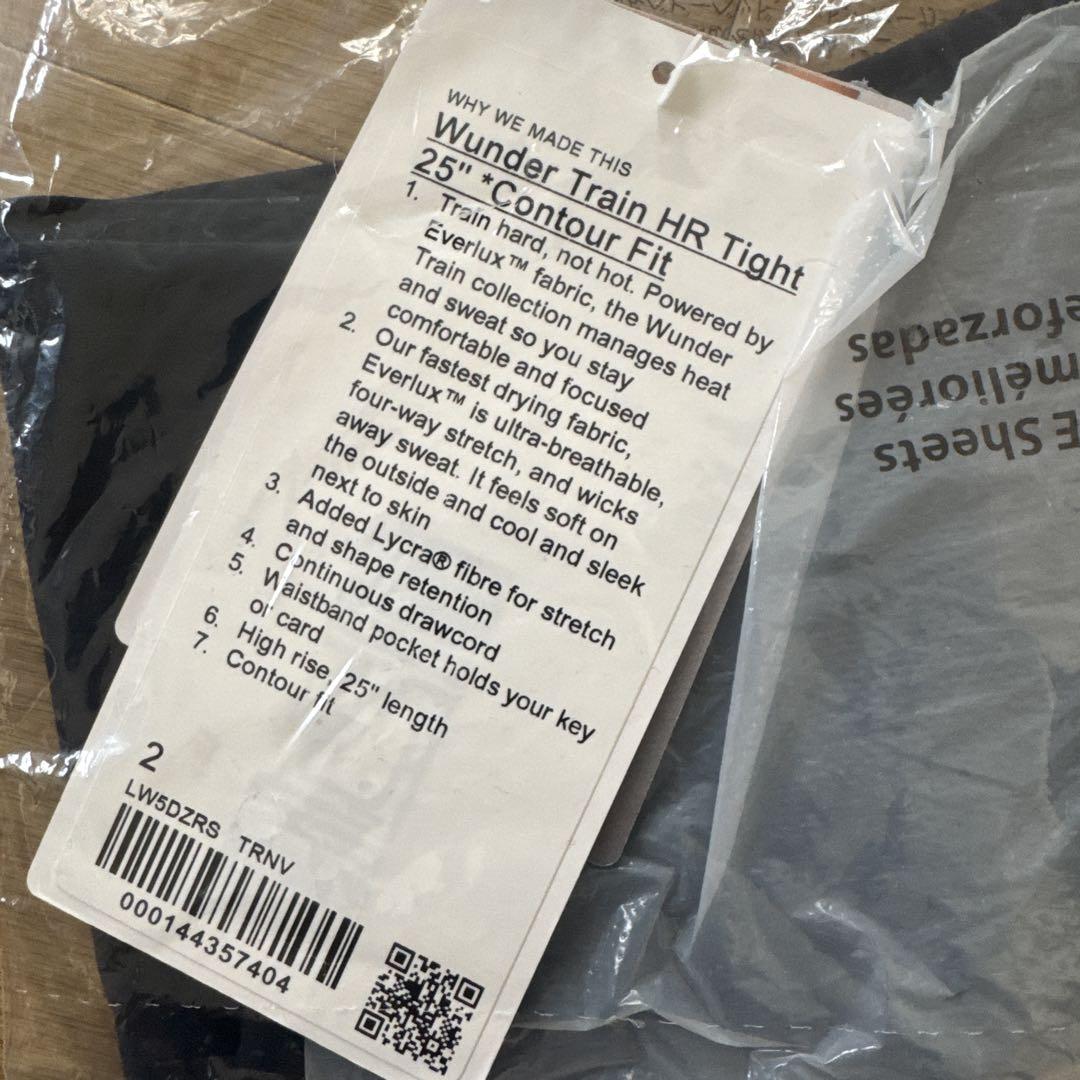 WHY WE MADE THIS
Wunder Train HR Tight
25" *Contour Fit
1. Train hard, not hot. Powered by
Everlux™ fabric, the Wunder
Train collection manages heat
and sweat so you stay
comfortable and focused
2. Our fastest drying fabric,
Everlux™ is ultra-breathable,
four-way stretch, and wicks
away sweat. It feels soft on
the outside and cool and sleek
next to skin
3. Added Lycra® fibre for stretch
and shape retention
4. Continuous drawcord
5. Waistband pocket holds your key
or card
6. High rise, 25" length
7. Contour fit
2
LW5DZRS TRNV
000144357404
E Sheets
méliorées
eforzadas